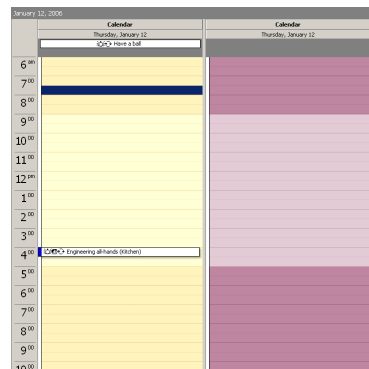 January 12, 2006
Calendar
Calendar
Thursday, January 12
Thursday, January 12
Have a ball
6 am
7 00
8 00
9 00
10 00
11 00
12 pm
1 00
2 00
3 00
4 00 Engineering all-hands (Kitchen)
5 00
6 00
7 00
8 00
9 00
10 00